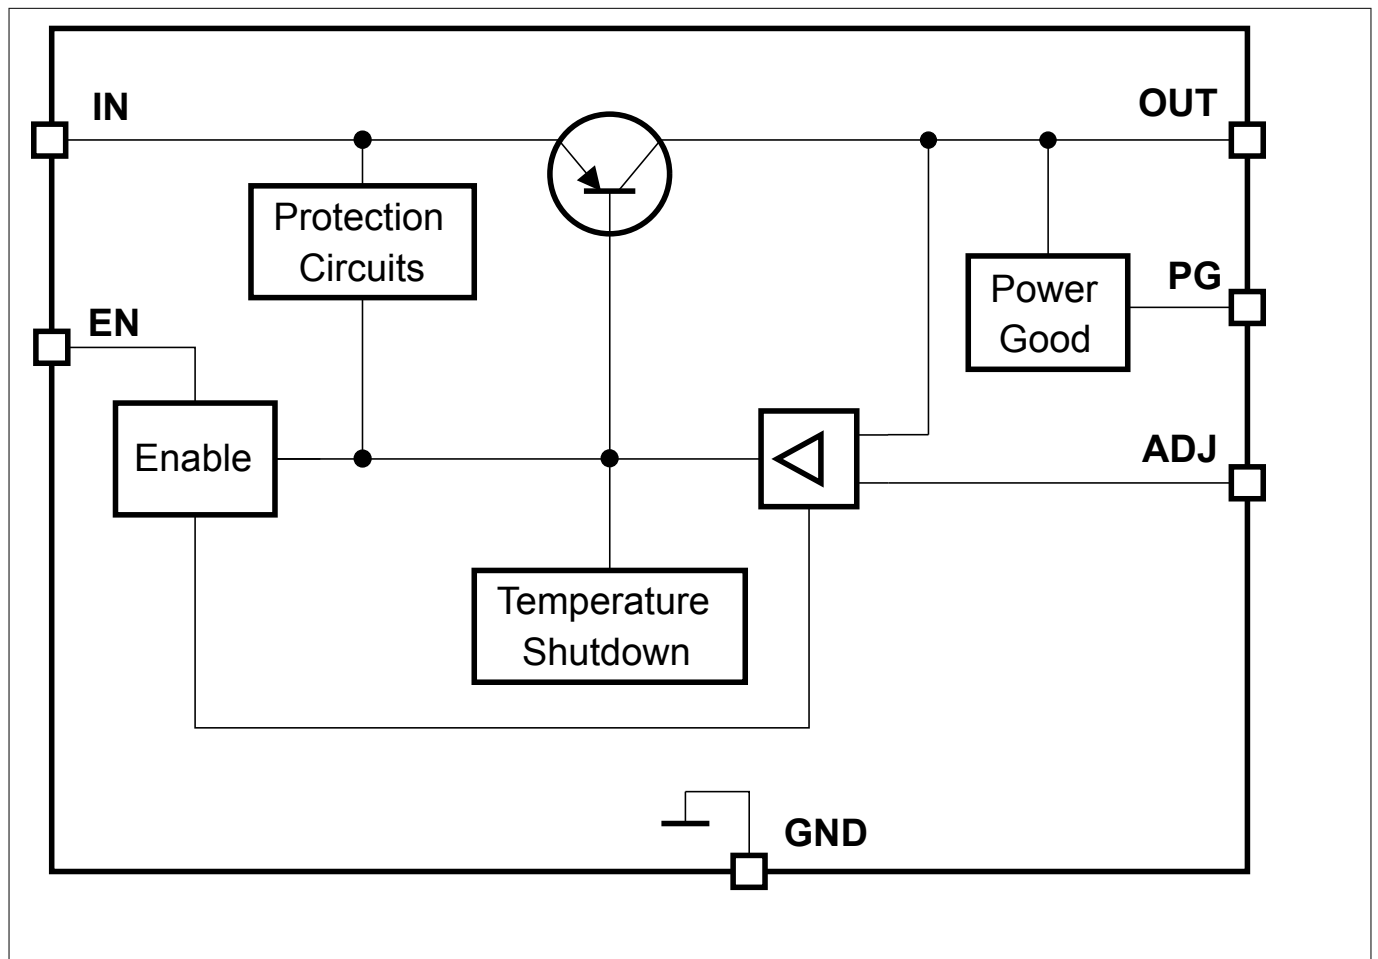 IN
OUT
Protection
Circuits
PG
Power
Good
EN
Enable
ADJ
Temperature
Shutdown
GND